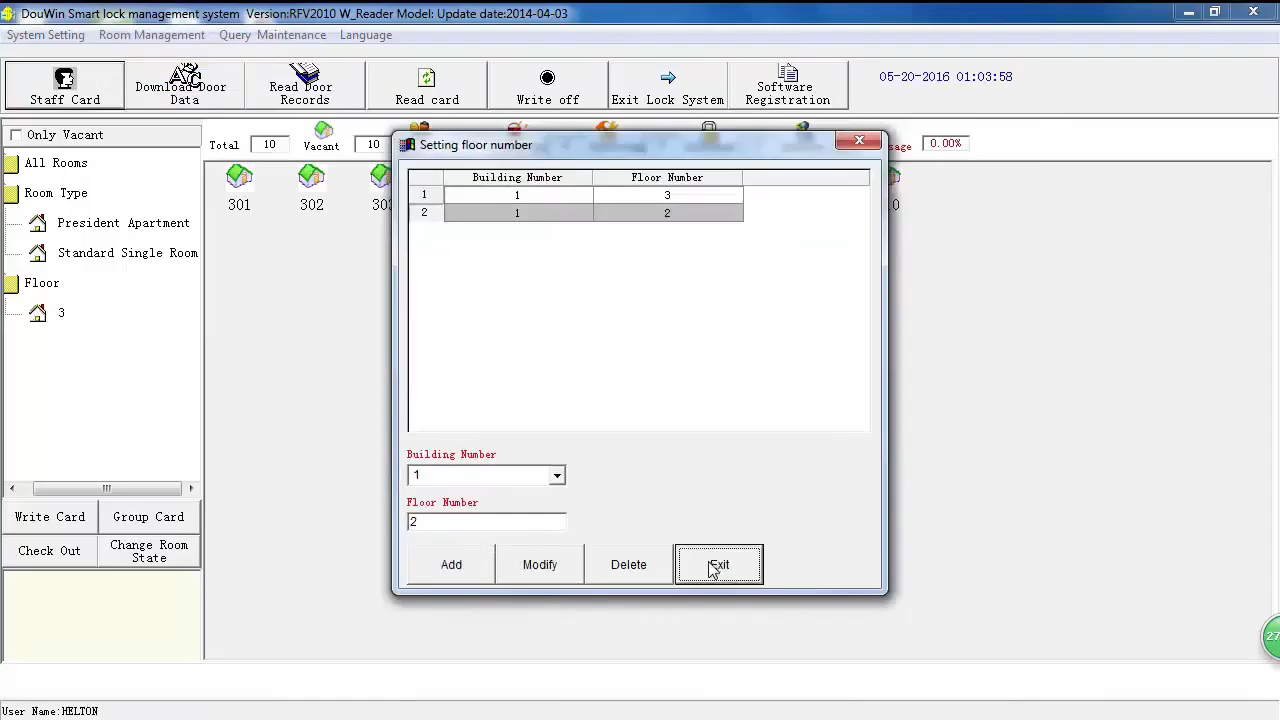 DouWin Smart lock management system  Version:RFV2010 W_Reader Model: Update date:2014-04-03
System Setting  Room Management  Query  Maintenance  Language
Staff Card
Download Door Data
Read Door Records
Read card
Write off
Exit Lock System
Software Registration
05-20-2016 01:03:58
Only Vacant
All Rooms
Room Type
President Apartment
Standard Single Room
Floor
3
Total 10
Vacant 10
0.00%
301
302
Setting floor number
Building Number  Floor Number
1  1  3
2  1  2
Building Number
1
Floor Number
2
Add  Modify  Delete  Exit
Write Card
Group Card
Check Out
Change Room State
27
User Name:HELTON